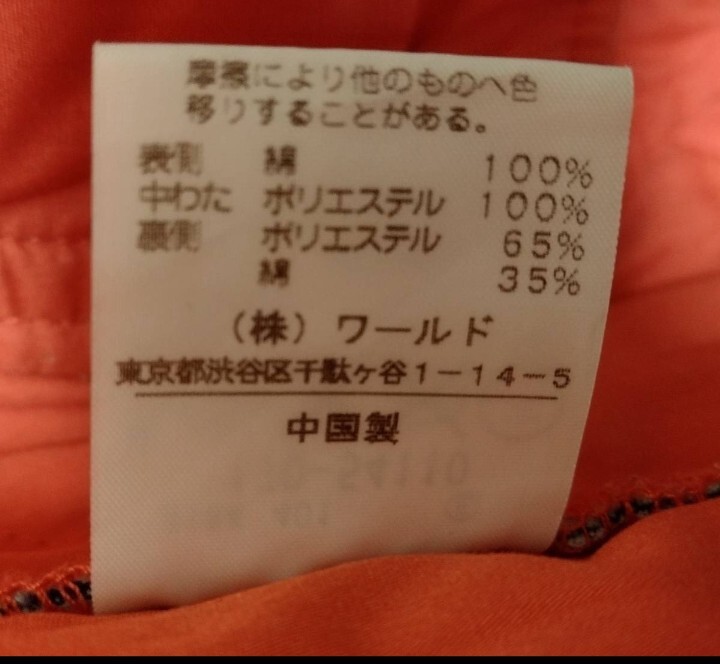 摩擦により他のものへ色
移りすることがある。
表側 綿 100%
中わた ポリエステル 100%
裏側 ポリエステル 65%
綿 35%
(株)ワールド
東京都渋谷区千駄ヶ谷1-14-5
中国製